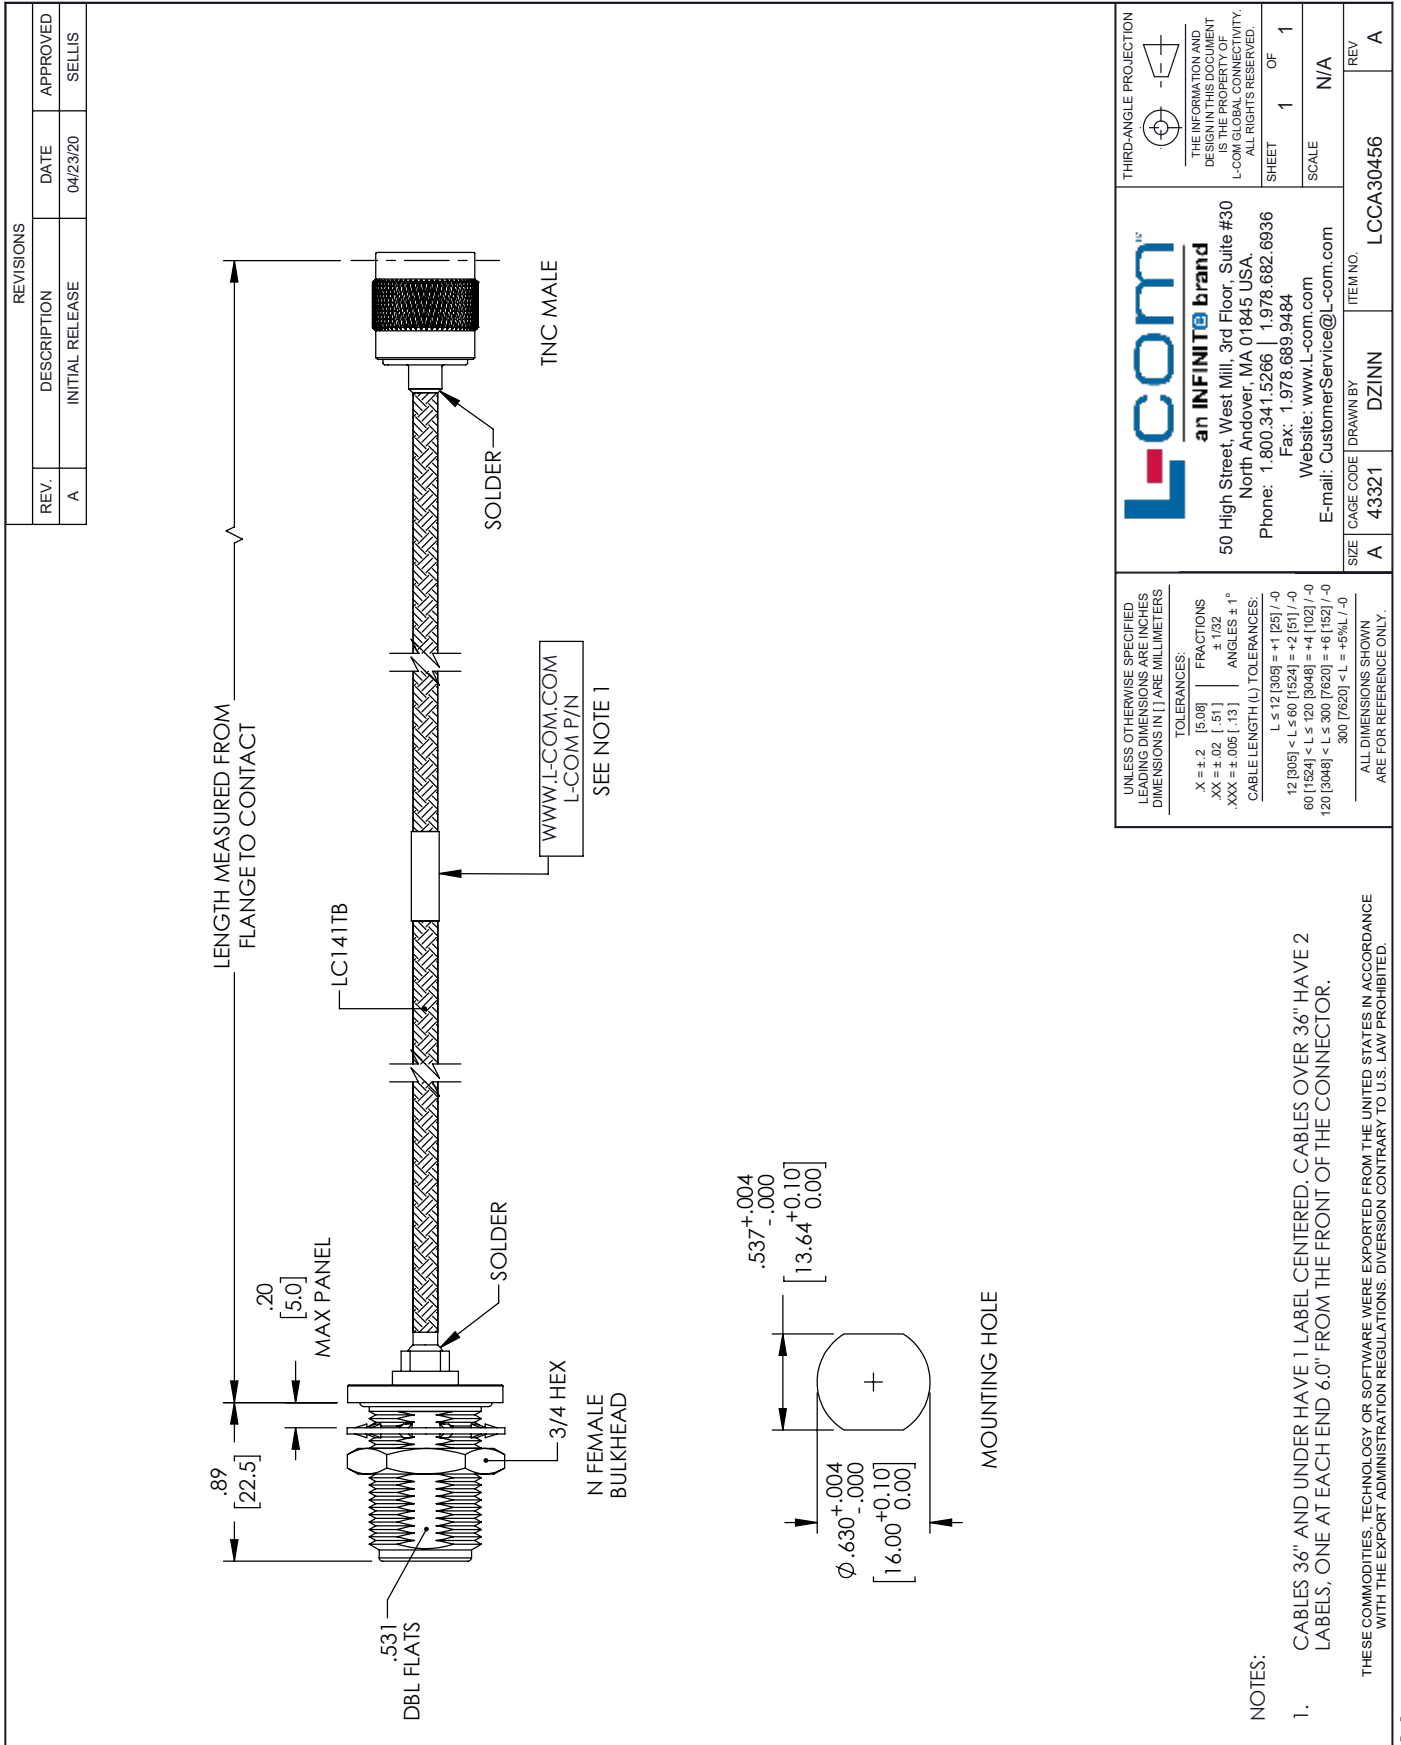 REVISIONS
REV. DESCRIPTION DATE APPROVED
A INITIAL RELEASE 04/23/20 SELLIS
LENGTH MEASURED FROM
FLANGE TO CONTACT
.89
[22.5]
.20
[5.0]
MAX PANEL
LC141TB
.531
DBL FLATS
SOLDER
3/4 HEX
N FEMALE
BULKHEAD
WWW.L-COM.COM
L-COM P/N
SEE NOTE 1
SOLDER
TNC MALE
.537 +.004
-.000
[13.64 +0.10
0.00]
Ø.630 +.004
-.000
[16.00 +0.10
0.00]
MOUNTING HOLE
NOTES:
1. CABLES 36" AND UNDER HAVE 1 LABEL CENTERED. CABLES OVER 36" HAVE 2
LABELS, ONE AT EACH END 6.0" FROM THE FRONT OF THE CONNECTOR.
THESE COMMODITIES, TECHNOLOGY OR SOFTWARE WERE EXPORTED FROM THE UNITED STATES IN ACCORDANCE
WITH THE EXPORT ADMINISTRATION REGULATIONS. DIVERSION CONTRARY TO U.S. LAW PROHIBITED.
UNLESS OTHERWISE SPECIFIED
LEADING DIMENSIONS ARE INCHES
DIMENSIONS IN [ ] ARE MILLIMETERS
TOLERANCES:
.X = ± .2 [5.08] FRACTIONS
.XX = ± .02 [ .51 ] ± 1/32
.XXX = ± .005 [ .13 ] ANGLES ± 1°
CABLE LENGTH (L) TOLERANCES:
L ≤ 12 [305] = +1 [25] / -0
12 [305] < L ≤ 60 [1524] = +2 [51] / -0
60 [1524] < L ≤ 120 [3048] = +4 [102] / -0
120 [3048] < L ≤ 300 [7620] = +6 [152] / -0
300 [7620] < L = +5%L / -0
ALL DIMENSIONS SHOWN
ARE FOR REFERENCE ONLY.
L-com
an INFINITe brand
50 High Street, West Mill, 3rd Floor, Suite #30
North Andover, MA 01845 USA.
Phone: 1.800.341.5266 | 1.978.682.6936
Fax: 1.978.689.9484
Website: www.L-com.com
E-mail: CustomerService@L-com.com
THIRD-ANGLE PROJECTION
THE INFORMATION AND
DESIGN IN THIS DOCUMENT
IS THE PROPERTY OF
L-COM GLOBAL CONNECTIVITY.
ALL RIGHTS RESERVED.
SHEET 1 OF 1
SCALE N/A
SIZE A
CAGE CODE 43321
DRAWN BY DZINN
ITEM NO. LCCA30456
REV A